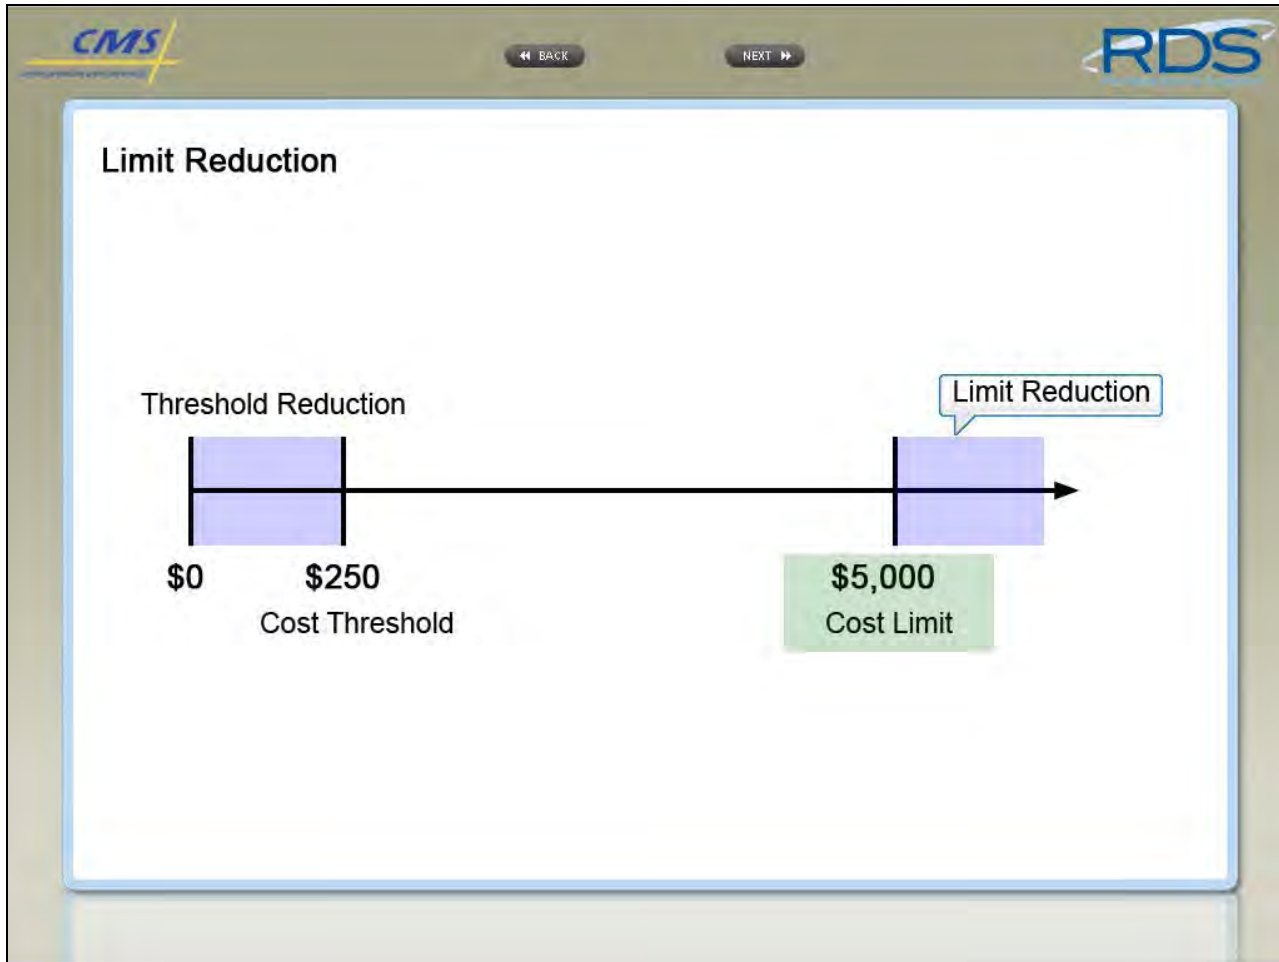 CMS
BACK
NEXT
RDS
Limit Reduction
Threshold Reduction
Limit Reduction
$0
$250
$5,000
Cost Threshold
Cost Limit